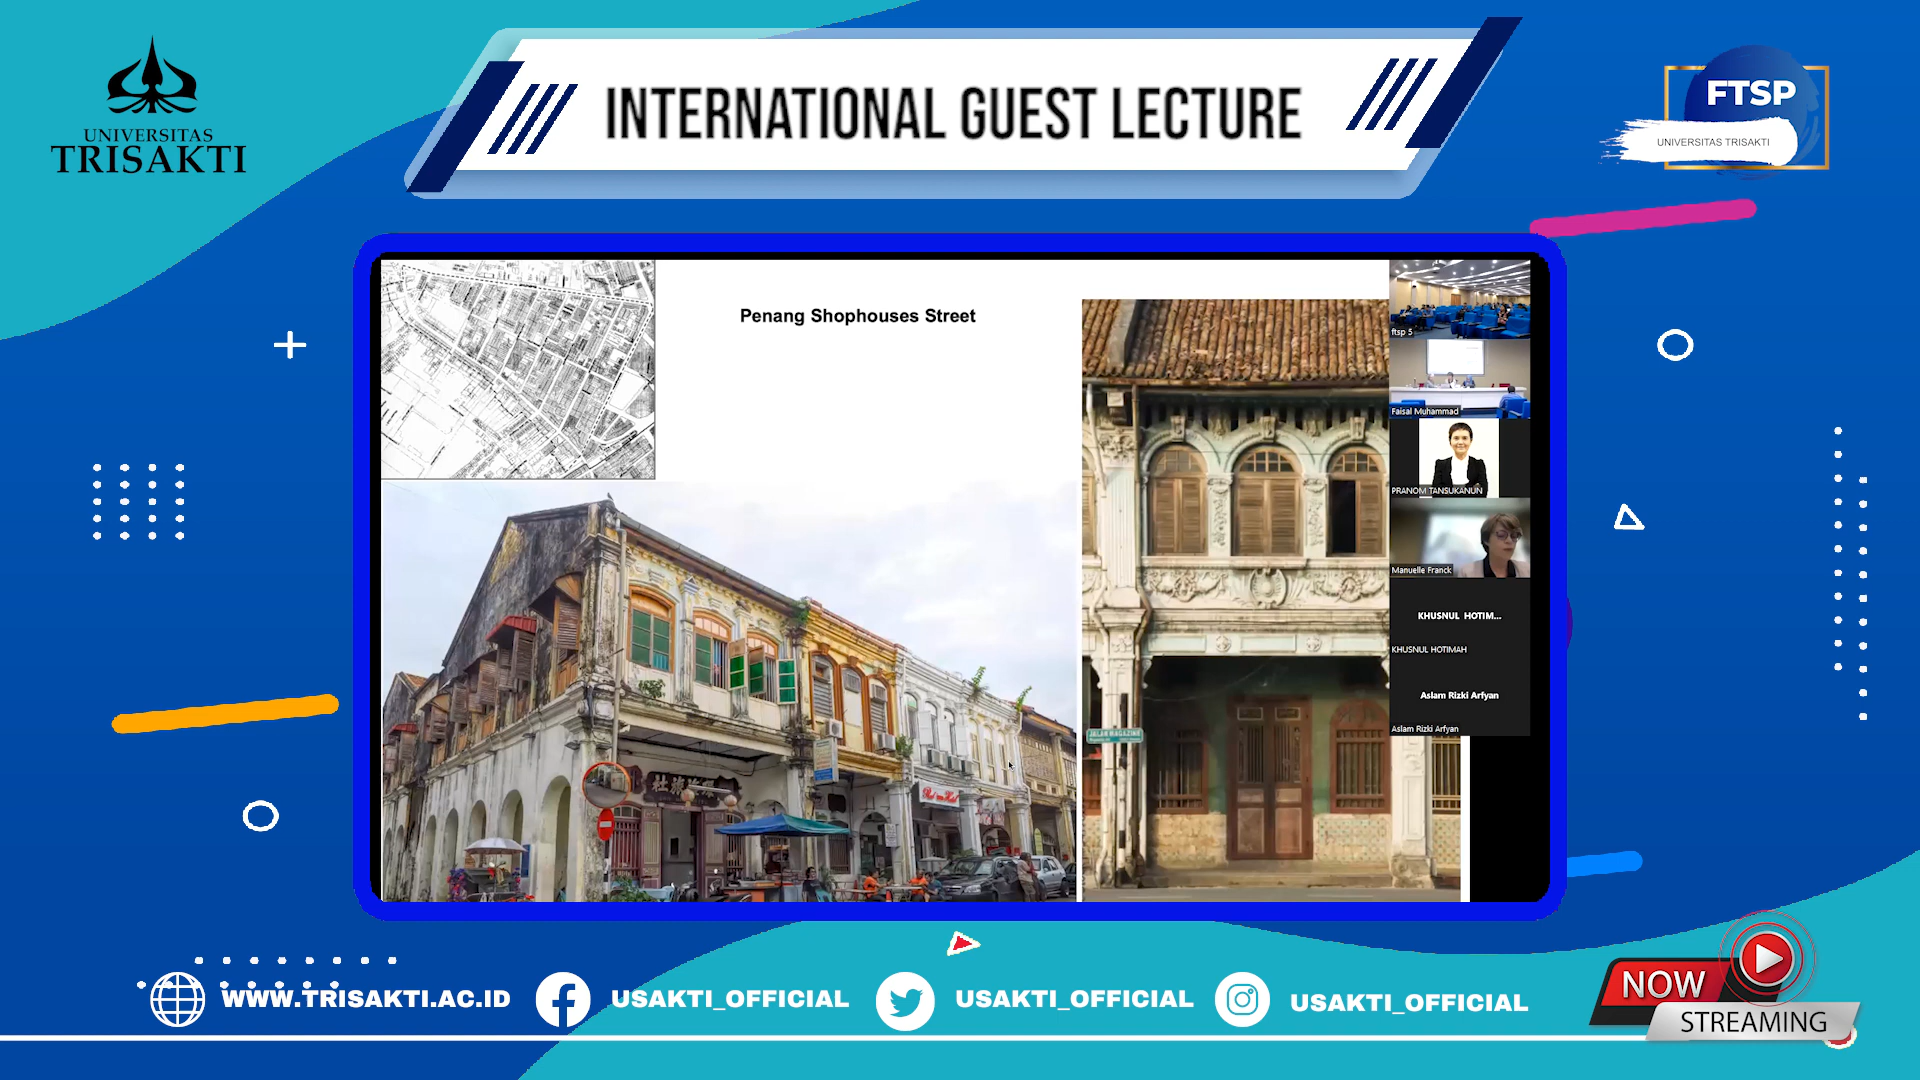 UNIVERSITAS
TRISAKTI
INTERNATIONAL GUEST LECTURE
FTSP
UNIVERSITAS TRISAKTI
Penang Shophouses Street
ftsp 5
Faisal Muhammad
PRANOM TANSUKANUN
Manuelle Franck
KHUSNUL HOTIM...
KHUSNUL HOTIMAH
Aslam Rizki Arfyan
Aslam Rizki Arfyan
JALAN MAGAZINE
WWW.TRISAKTI.AC.ID
USAKTI_OFFICIAL
USAKTI_OFFICIAL
USAKTI_OFFICIAL
NOW
STREAMING